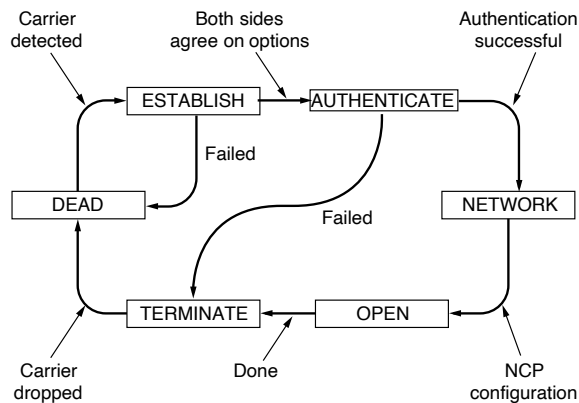 Carrier
detected
Both sides
agree on options
Authentication
successful
ESTABLISH
AUTHENTICATE
Failed
DEAD
NETWORK
Failed
TERMINATE
OPEN
Carrier
dropped
Done
NCP
configuration